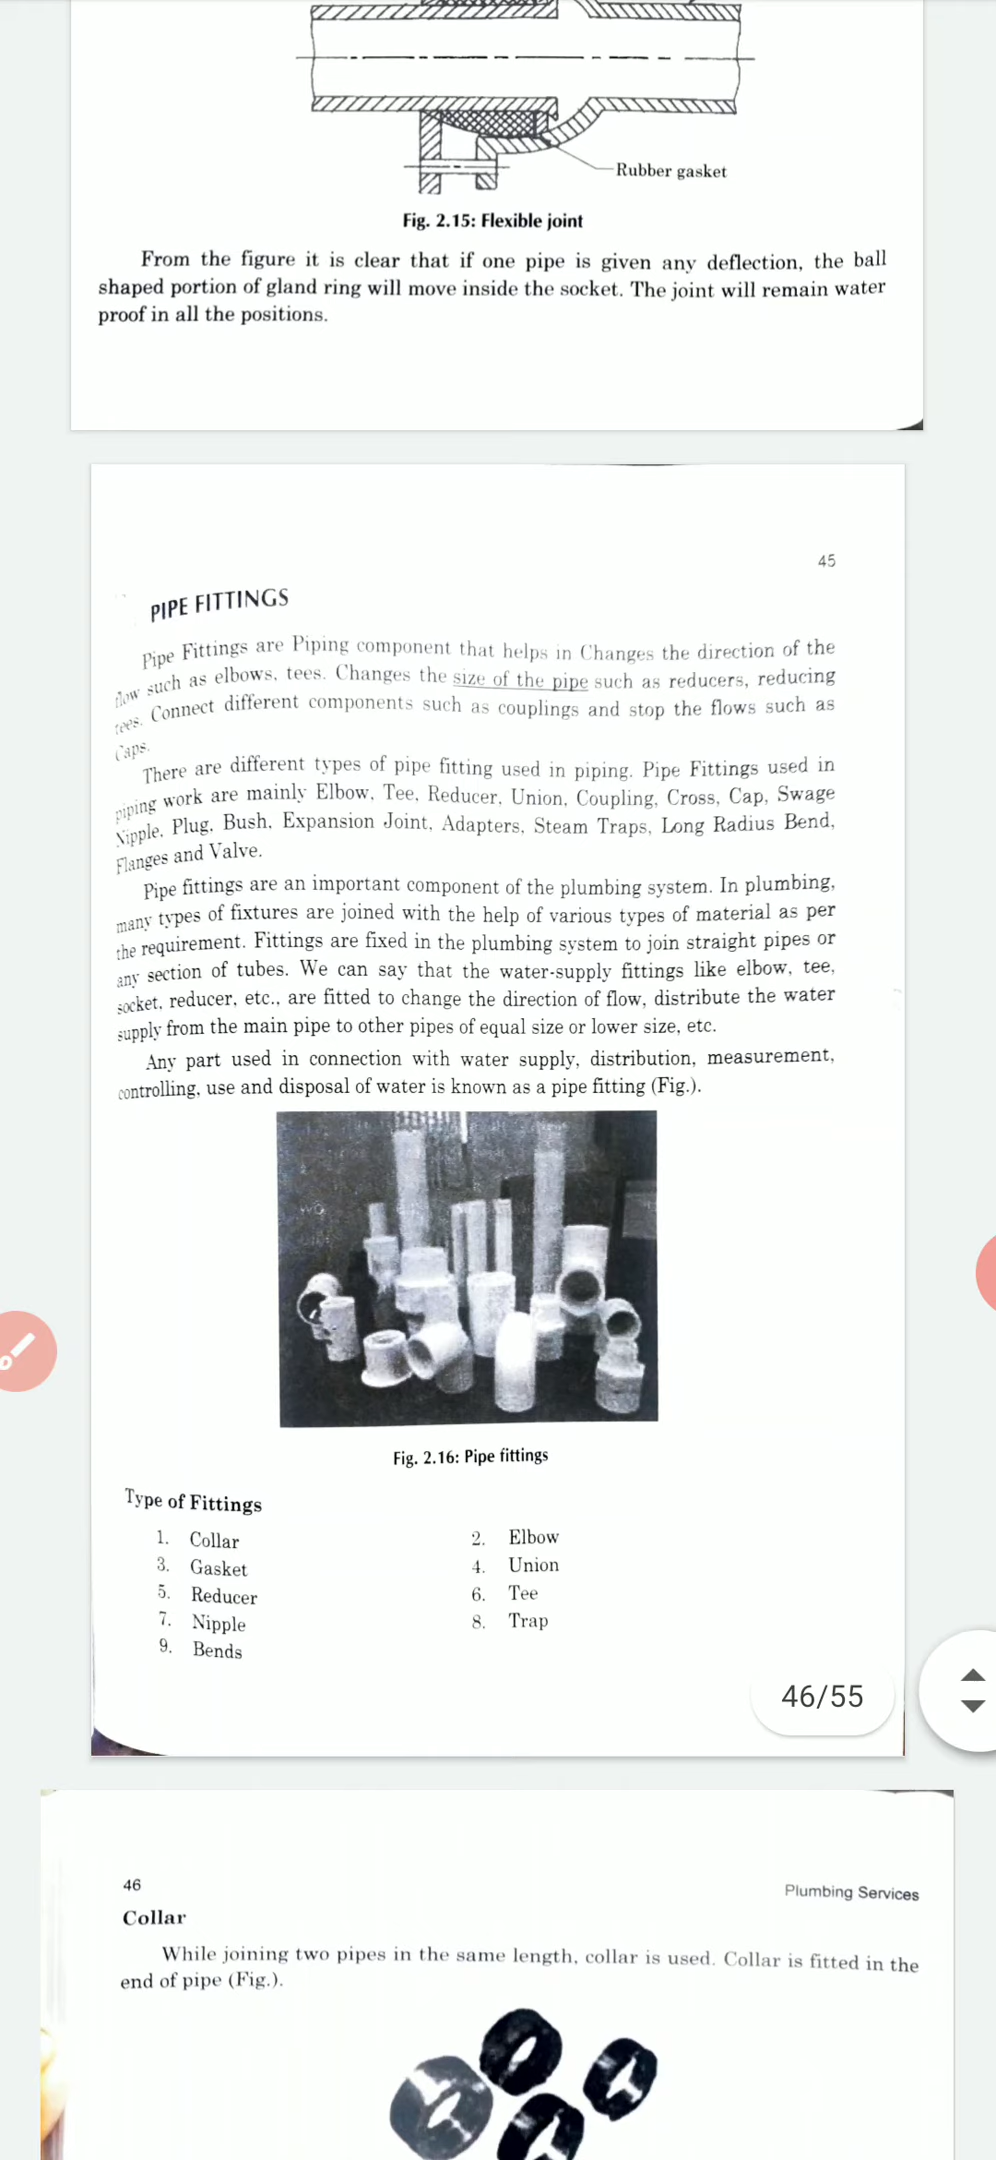 Rubber gasket
Fig. 2.15: Flexible joint
From the figure it is clear that if one pipe is given any deflection, the ball
shaped portion of gland ring will move inside the socket. The joint will remain water
proof in all the positions.
45
PIPE FITTINGS
Pipe Fittings are Piping component that helps in Changes the direction of the
flow such as elbows, tees. Changes the size of the pipe such as reducers, reducing
tees. Connect different components such as couplings and stop the flows such as
Caps.
There are different types of pipe fitting used in piping. Pipe Fittings used in
piping work are mainly Elbow, Tee, Reducer, Union, Coupling, Cross, Cap, Swage
Nipple, Plug, Bush, Expansion Joint, Adapters, Steam Traps, Long Radius Bend,
Flanges and Valve.
Pipe fittings are an important component of the plumbing system. In plumbing,
many types of fixtures are joined with the help of various types of material as per
the requirement. Fittings are fixed in the plumbing system to join straight pipes or
any section of tubes. We can say that the water-supply fittings like elbow, tee,
socket, reducer, etc., are fitted to change the direction of flow, distribute the water
supply from the main pipe to other pipes of equal size or lower size, etc.
Any part used in connection with water supply, distribution, measurement,
controlling, use and disposal of water is known as a pipe fitting (Fig.).
Fig. 2.16: Pipe fittings
Type of Fittings
1. Collar 2. Elbow
3. Gasket 4. Union
5. Reducer 6. Tee
7. Nipple 8. Trap
9. Bends
46/55
46 Plumbing Services
Collar
While joining two pipes in the same length, collar is used. Collar is fitted in the
end of pipe (Fig.).